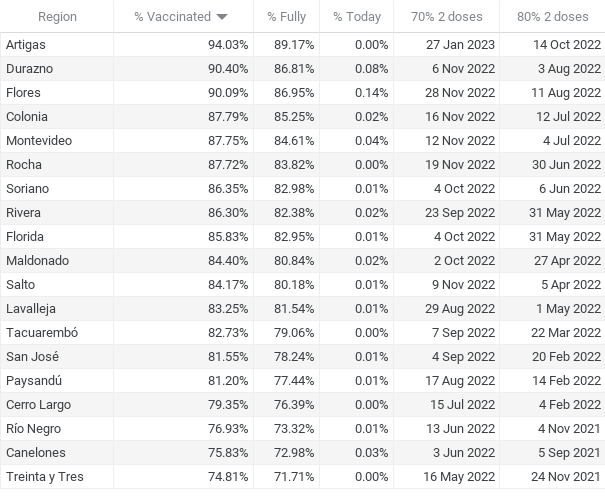 Region % Vaccinated % Fully % Today 70% 2 doses 80% 2 doses
Artigas 94.03% 89.17% 0.00% 27 Jan 2023 14 Oct 2022
Durazno 90.40% 86.81% 0.08% 6 Nov 2022 3 Aug 2022
Flores 90.09% 86.95% 0.14% 28 Nov 2022 11 Aug 2022
Colonia 87.79% 85.25% 0.02% 16 Nov 2022 12 Jul 2022
Montevideo 87.75% 84.61% 0.04% 12 Nov 2022 4 Jul 2022
Rocha 87.72% 83.82% 0.00% 19 Nov 2022 30 Jun 2022
Soriano 86.35% 82.98% 0.01% 4 Oct 2022 6 Jun 2022
Rivera 86.30% 82.38% 0.02% 23 Sep 2022 31 May 2022
Florida 85.83% 82.95% 0.01% 4 Oct 2022 31 May 2022
Maldonado 84.40% 80.84% 0.02% 2 Oct 2022 27 Apr 2022
Salto 84.17% 80.18% 0.01% 9 Nov 2022 5 Apr 2022
Lavalleja 83.25% 81.54% 0.01% 29 Aug 2022 1 May 2022
Tacuarembó 82.73% 79.06% 0.00% 7 Sep 2022 22 Mar 2022
San José 81.55% 78.24% 0.01% 4 Sep 2022 20 Feb 2022
Paysandú 81.20% 77.44% 0.01% 17 Aug 2022 14 Feb 2022
Cerro Largo 79.35% 76.39% 0.00% 15 Jul 2022 4 Feb 2022
Río Negro 76.93% 73.32% 0.01% 13 Jun 2022 4 Nov 2021
Canelones 75.83% 72.98% 0.03% 3 Jun 2022 5 Sep 2021
Treinta y Tres 74.81% 71.71% 0.00% 16 May 2022 24 Nov 2021